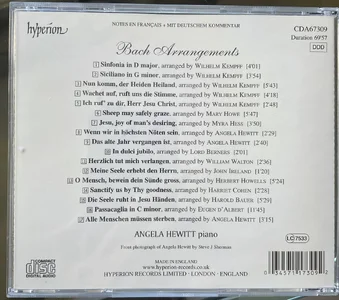 NOTES EN FRANÇAIS • MIT DEUTSCHEM KOMMENTAR
hyperion
CDA67309
Duration 69'57
DDD
Bach Arrangements
1 Sinfonia in D major, arranged by WILHELM KEMPFF [4'01]
2 Siciliano in G minor, arranged by WILHELM KEMPFF [3'54]
3 Nun komm, der Heiden Heiland, arranged by WILHELM KEMPFF [5'43]
4 Wachet auf, ruft uns die Stimme, arranged by WILHELM KEMPFF [4'48]
5 Ich ruf' zu dir, Herr Jesu Christ, arranged by WILHELM KEMPFF [2'48]
6 Sheep may safely graze, arranged by MARY HOWE [5'47]
7 Jesu, joy of man's desiring, arranged by MYRA HESS [3'50]
8 Wenn wir in höchsten Nöten sein, arranged by ANGELA HEWITT [2'29]
9 Das alte Jahr vergangen ist, arranged by ANGELA HEWITT [2'40]
10 In dulci jubilo, arranged by LORD BERNERS [2'01]
11 Herzlich tut mich verlangen, arranged by WILLIAM WALTON [2'36]
12 Meine Seele erhebt den Herrn, arranged by JOHN IRELAND [2'20]
13 O Mensch, bewein dein Sünde gross, arranged by HERBERT HOWELLS [5'24]
14 Sanctify us by Thy goodness, arranged by HARRIET COHEN [2'38]
15 Die Seele ruht in Jesu Händen, arranged by HAROLD BAUER [5'50]
16 Passacaglia in C minor, arranged by EUGEN D'ALBERT [11'45]
17 Alle Menschen müssen sterben, arranged by ANGELA HEWITT [3'15]
ANGELA HEWITT piano
LC 7533
Front photograph of Angela Hewitt by Steve J Sherman
COMPACT
disc
DIGITAL AUDIO
MADE IN ENGLAND
www.hyperion-records.co.uk
HYPERION RECORDS LIMITED · LONDON · ENGLAND
0 34571 17309 2